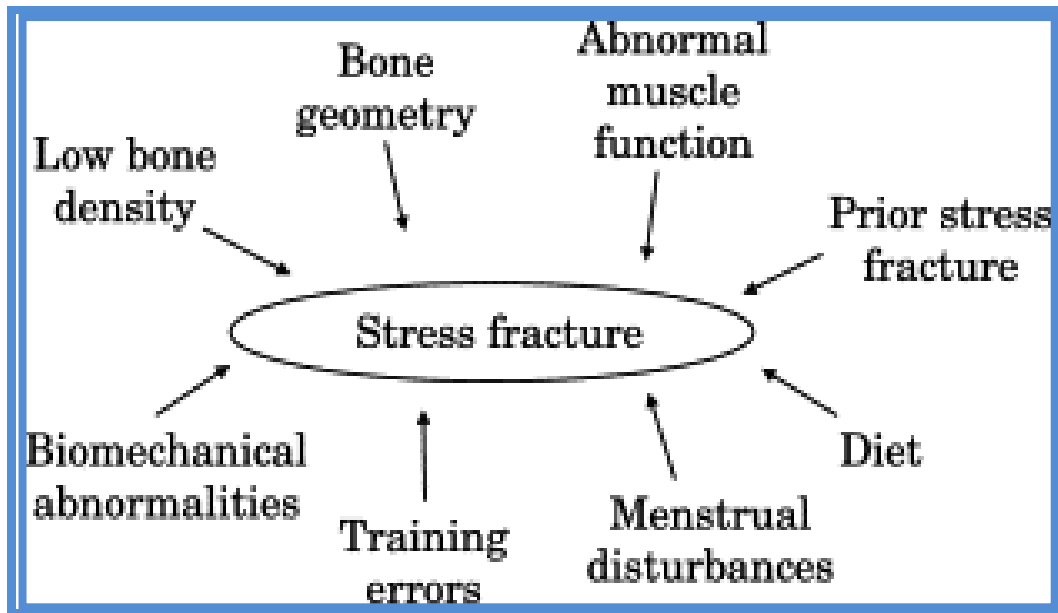 Bone
geometry
Abnormal
muscle
function
Low bone
density
Prior stress
fracture
Stress fracture
Biomechanical
abnormalities
Training
errors
Menstrual
disturbances
Diet